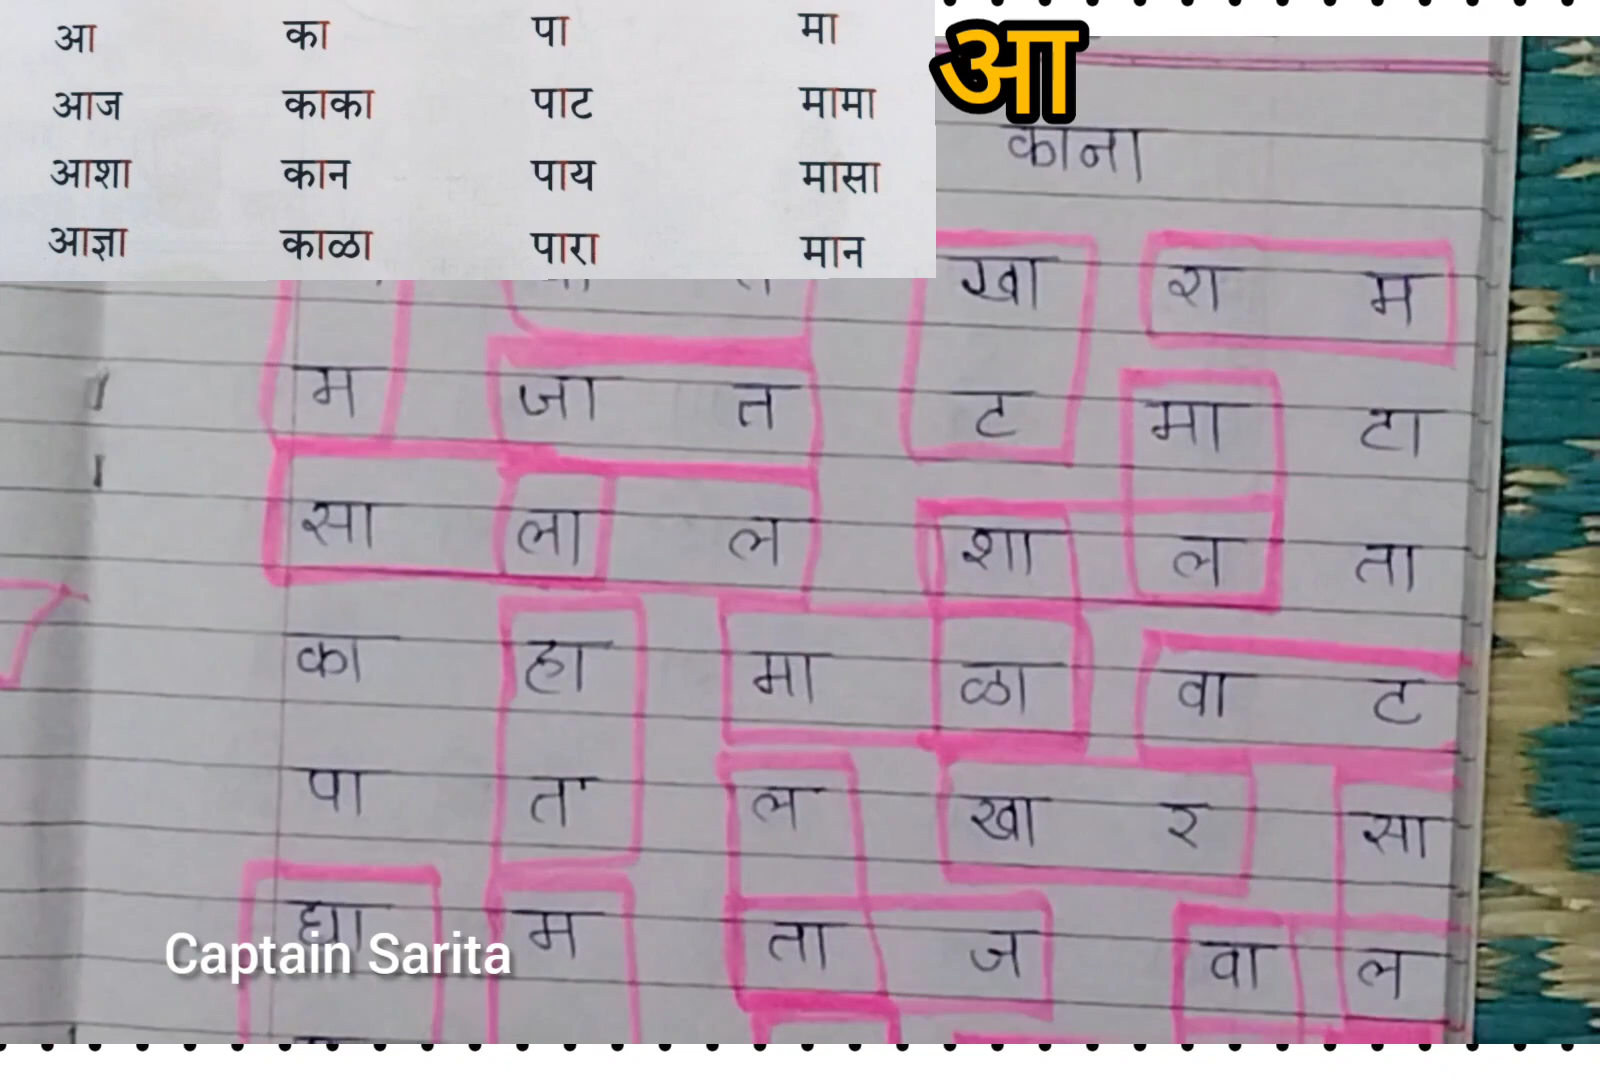 आ का पा मा
आज काका पाट मामा
आशा कान पाय मासा
आज्ञा काळा पारा मान
आ
काना
खा रा म
म जा त ट मा टा
सा ला ल शा ल ता
का हा मा ळा वा ट
पा त ल खा र सा
म ता ज वा ल
Captain Sarita